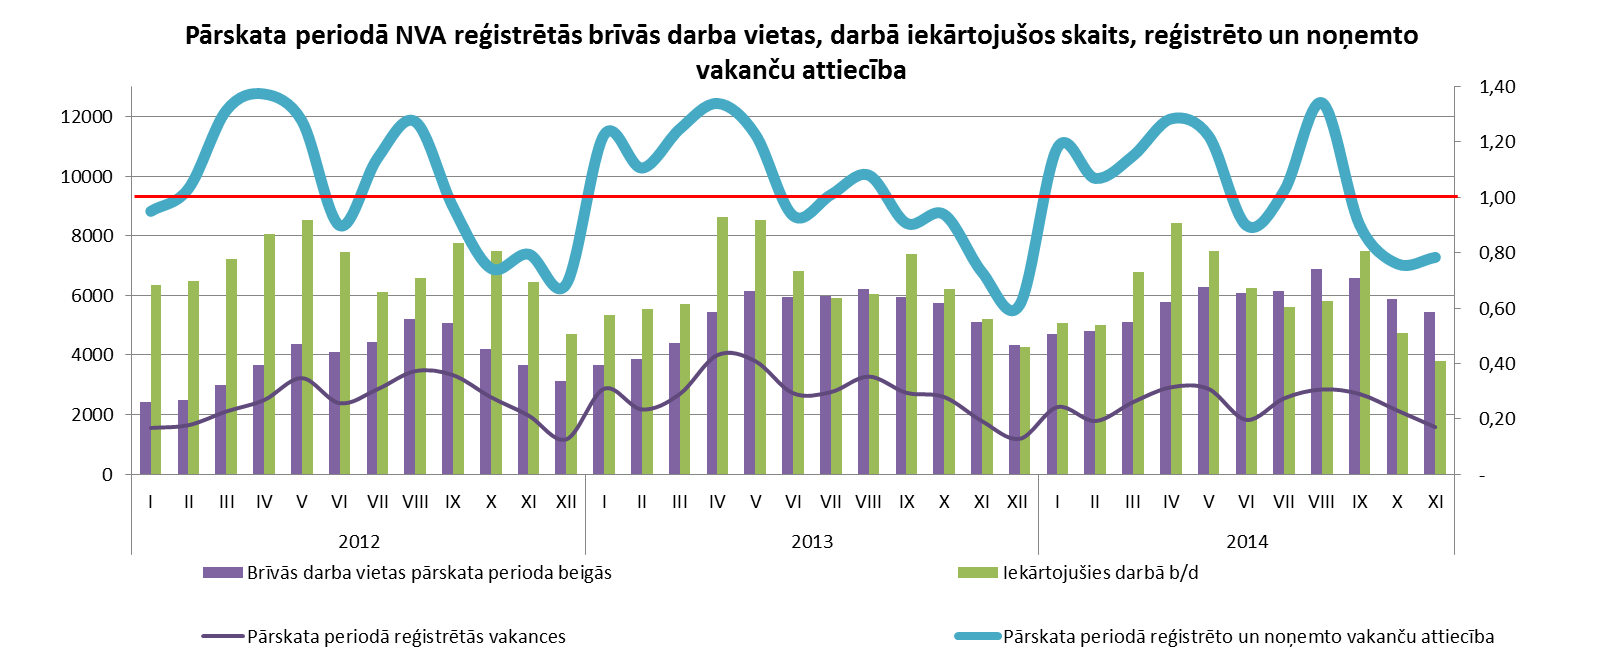 Pārskata periodā NVA reģistrētās brīvās darba vietas, darbā iekārtojušos skaits, reģistrēto un noņemto
vakanču attiecība
12000
10000
8000
6000
4000
2000
0
1,40
1,20
1,00
0,80
0,60
0,40
0,20
-
I II III IV V VI VII VIII IX X XI XII I II III IV V VI VII VIII IX X XI XII I II III IV V VI VII VIII IX X XI
2012 2013 2014
Brīvās darba vietas pārskata perioda beigās
Iekārtojušies darbā b/d
Pārskata periodā reģistrētās vakances
Pārskata periodā reģistrēto un noņemto vakanču attiecība